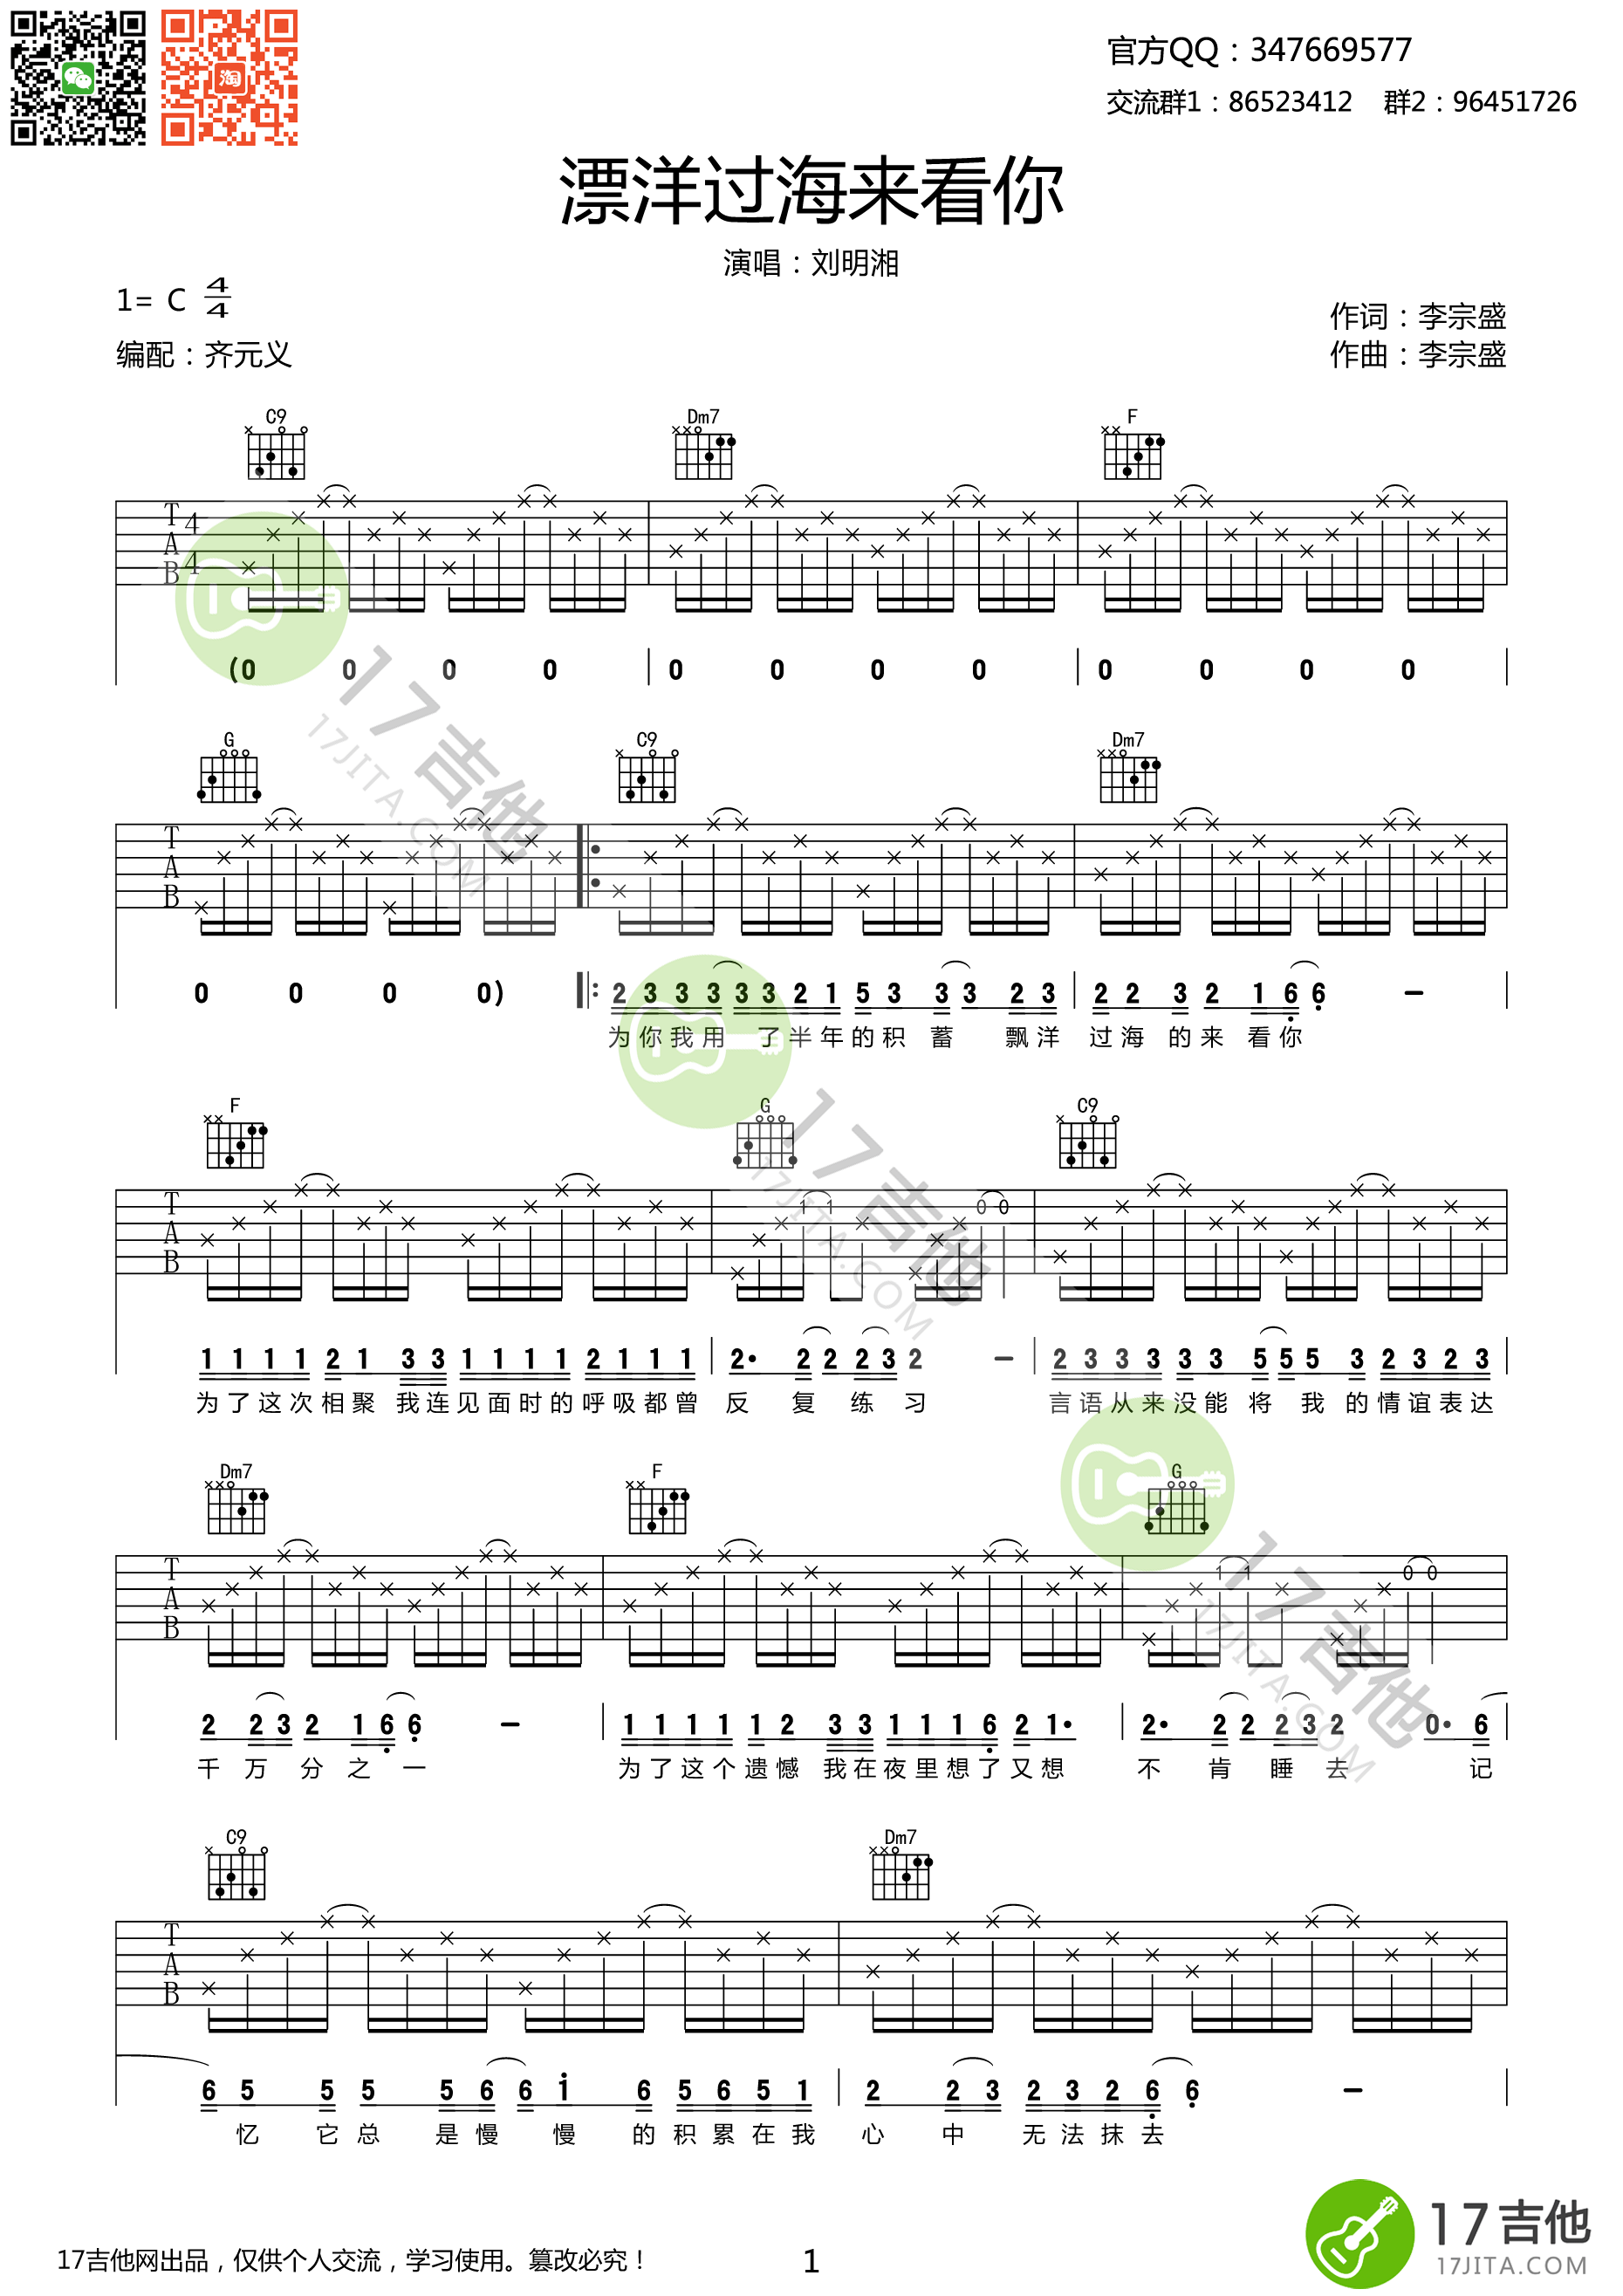 官方QQ：347669577
交流群1：86523412 群2：96451726
漂洋过海来看你
演唱：刘明湘
1= C 4/4
作词：李宗盛
编配：齐元义
作曲：李宗盛
C9 Dm7 F
T A B 4 4
(0 0 0 0 0 0 0 0 0 0 0 0
G C9 Dm7
T A B
0 0 0 0) 2 3 3 3 3 3 2 1 5 3 3 3 2 3 2 2 3 2 1 6 6 -
为你我用 了半年的积 蓄 飘洋 过海 的来 看你
F G C9
T A B 1 1 0 0
1 1 1 1 2 1 3 3 1 1 1 1 2 1 1 1 2· 2 2 2 3 2 - 2 3 3 3 3 3 5 5 5 3 2 3 2 3
为了这次相聚 我连见面时的呼吸都曾 反 复 练 习 言语从来没能 将 我 的情谊表达
Dm7 F G
T A B 1 1 0 0
2 2 3 2 1 6 6 - 1 1 1 1 1 2 3 3 1 1 1 6 2 1· 2· 2 2 2 3 2 0· 6
千 万 分 之 一 为了这个遗憾 我在夜里想了又想 不 肯 睡 去 记
C9 Dm7
T A B
6 5 5 5 5 6 6 1 6 5 6 5 1 2 2 3 2 3 2 6 6 -
忆 它总 是慢 慢 的积累在我 心 中 无法抹去
17吉他网出品，仅供个人交流，学习使用。篡改必究！
1
17吉他
17JITA.COM